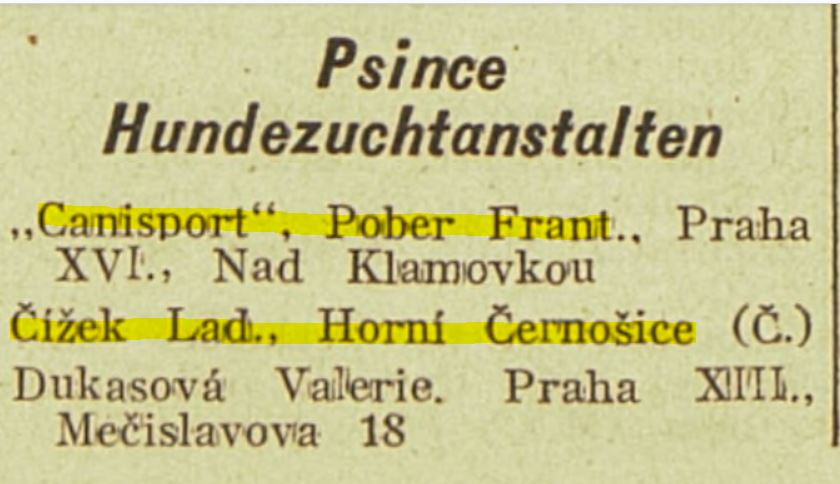 Psince
Hundezuchtanstalten
„Canisport“, Pober Frant., Praha
XVI., Nad Klamovkou
Čížek Lad., Horní Černošice (Č.)
Dukasová Valerie. Praha XIII.,
Mečislavova 18